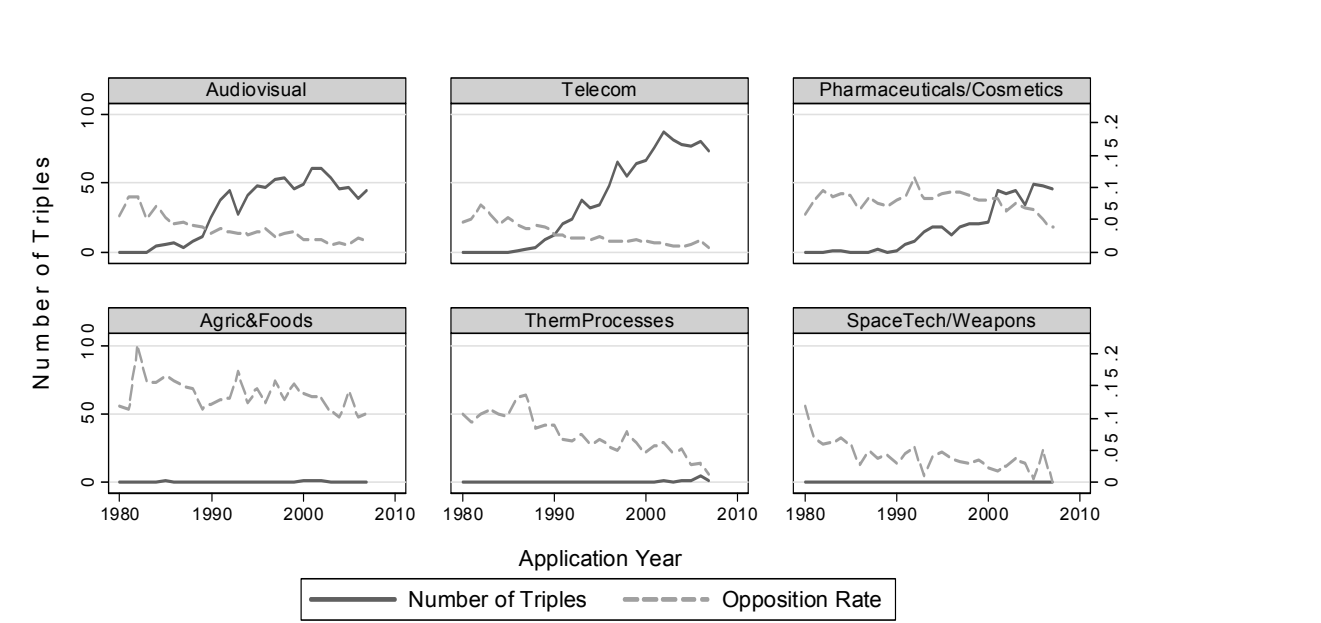 Audiovisual Telecom Pharmaceuticals/Cosmetics
100
50
0
.2
.15
.1
.05
0
Agric&Foods ThermProcesses SpaceTech/Weapons
100
50
0
.2
.15
.1
.05
0
1980 1990 2000 2010 1980 1990 2000 2010 1980 1990 2000 2010
Number of Triples
Application Year
Number of Triples Opposition Rate